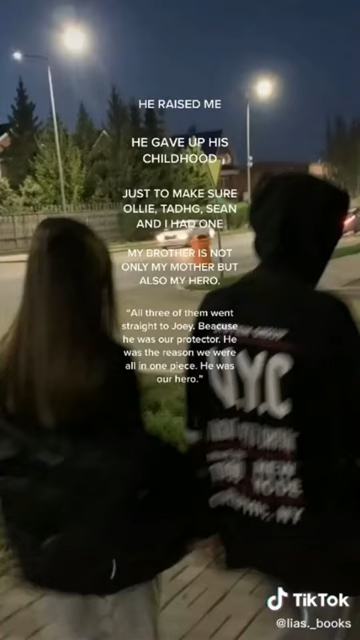 HE RAISED ME
HE GAVE UP HIS
CHILDHOOD
JUST TO MAKE SURE
OLLIE, TADHG, SEAN
AND I HAD ONE
MY BROTHER IS NOT
ONLY MY MOTHER BUT
ALSO MY HERO.
"All three of them went
straight to Joey. Beacuse
he was our protector. He
was the reason we were
all in one piece. He was
our hero."
N.Y.C
TikTok
@lias._books